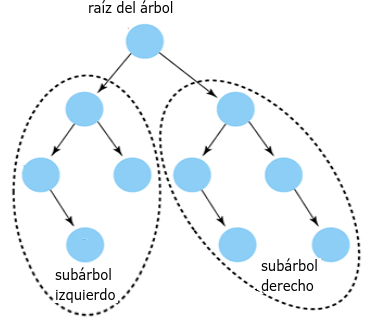 raíz del árbol
subárbol
izquierdo
subárbol
derecho